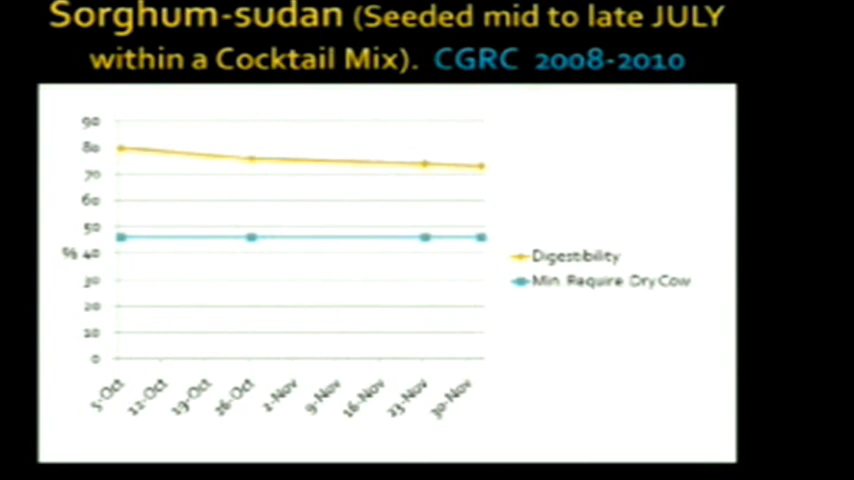 Sorghum-sudan (Seeded mid to late JULY
within a Cocktail Mix). CGRC 2008-2010
90
80
70
60
50
% 40
30
20
10
0
5-Oct 12-Oct 19-Oct 26-Oct 2-Nov 9-Nov 16-Nov 23-Nov 30-Nov
Digestibility
Min. Require. Dry Cow